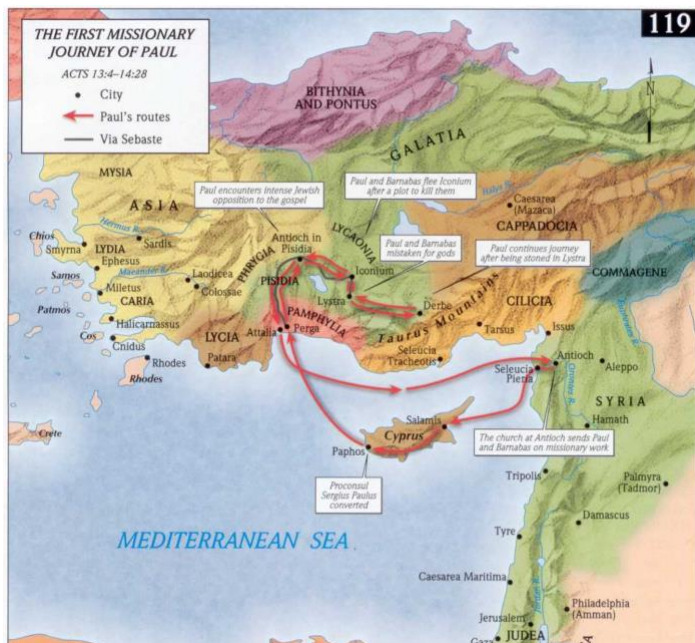 119
THE FIRST MISSIONARY
JOURNEY OF PAUL
ACTS 13:4–14:28
City
Paul's routes
Via Sebaste
N
BITHYNIA
AND PONTUS
GALATIA
MYSIA
ASIA
Paul encounters intense Jewish
opposition to the gospel
Paul and Barnabas flee Iconium
after a plot to kill them
Halys R.
Caesarea
(Mazaca)
CAPPADOCIA
Hermus R.
Chios
Smyrna
LYDIA
Sardis
Ephesus
PHRYGIA
Antioch in
Pisidia
LYCAONIA
Paul and Barnabas
mistaken for gods
Paul continues journey
after being stoned in Lystra
COMMAGENE
Samos
Maeander R.
Laodicea
Colossae
Miletus
CARIA
PISIDIA
Iconium
Lystra
Derbe
CILICIA
Patmos
Halicarnassus
Cos
Cnidus
LYCIA
PAMPHYLIA
Attalia
Perga
Taurus Mountains
Tarsus
Issus
Euphrates R.
Rhodes
Rhodes
Patara
Seleucia
Tracheotis
Seleucia
Pieria
Antioch
Orontes R.
Aleppo
SYRIA
Crete
Salamis
Cyprus
Paphos
Hamath
The church at Antioch sends Paul
and Barnabas on missionary work
Proconsul
Sergius Paulus
converted
Tripolis
Palmyra
(Tadmor)
MEDITERRANEAN SEA
Tyre
Damascus
Caesarea Maritima
Jordan R.
Philadelphia
(Amman)
Jerusalem
JUDEA
Gaza